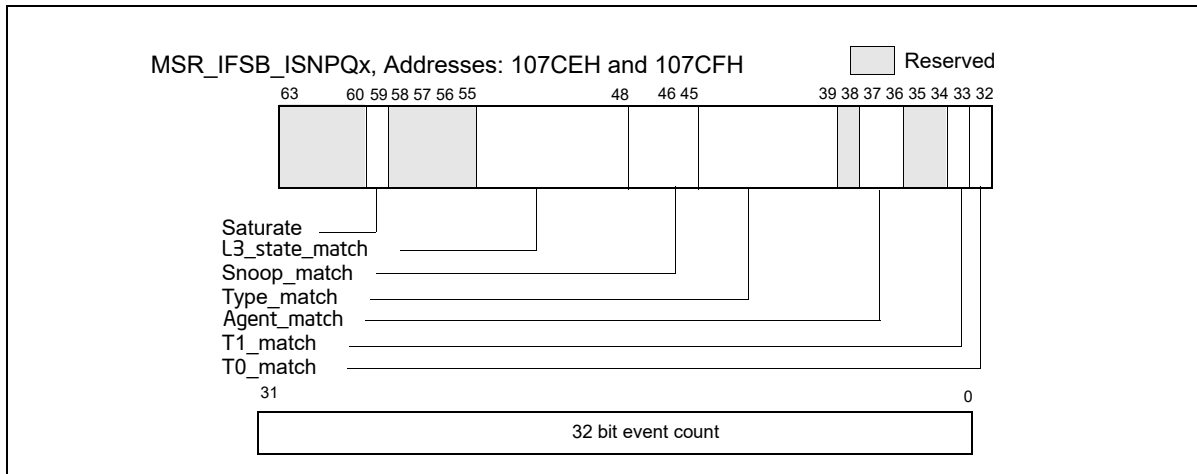 MSR_IFSB_ISNPQx, Addresses: 107CEH and 107CFH
Reserved
63 60 59 58 57 56 55 48 46 45 39 38 37 36 35 34 33 32
Saturate
L3_state_match
Snoop_match
Type_match
Agent_match
T1_match
T0_match
31 0
32 bit event count